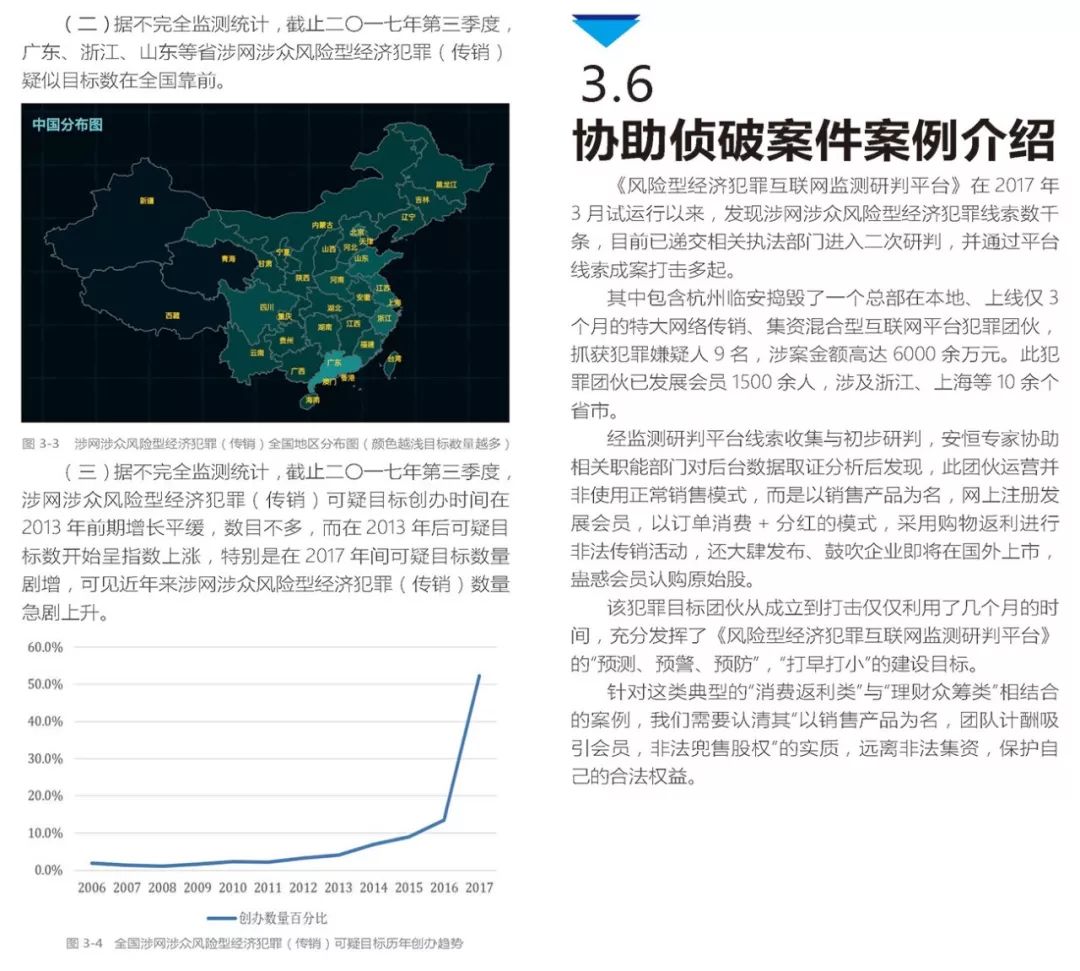 （二）据不完全监测统计，截止二〇一七年第三季度，
广东、浙江、山东等省涉网涉众风险型经济犯罪（传销）
疑似目标数在全国靠前。
中国分布图
黑龙江
吉林
辽宁
新疆
内蒙古
北京
天津
宁夏
山西
河北
青海
甘肃
山东
陕西
河南
江苏
安徽
上海
西藏
四川
重庆
湖北
浙江
湖南
江西
贵州
福建
云南
台湾
广西
广东
澳门
香港
海南
图 3-3 涉网涉众风险型经济犯罪（传销）全国地区分布图（颜色越浅目标数量越多）
（三）据不完全监测统计，截止二〇一七年第三季度，
涉网涉众风险型经济犯罪（传销）可疑目标创办时间在
2013 年前期增长平缓，数目不多，而在 2013 年后可疑目
标数开始呈指数上涨，特别是在 2017 年间可疑目标数量
剧增，可见近年来涉网涉众风险型经济犯罪（传销）数量
急剧上升。
60.0%
50.0%
40.0%
30.0%
20.0%
10.0%
0.0%
2006 2007 2008 2009 2010 2011 2012 2013 2014 2015 2016 2017
创办数量百分比
图 3-4 全国涉网涉众风险型经济犯罪（传销）可疑目标历年创办趋势
3.6
协助侦破案件案例介绍
《风险型经济犯罪互联网监测研判平台》在 2017 年
3 月试运行以来，发现涉网涉众风险型经济犯罪线索数千
条，目前已递交相关执法部门进入二次研判，并通过平台
线索成案打击多起。
其中包含杭州临安捣毁了一个总部在本地、上线仅 3
个月的特大网络传销、集资混合型互联网平台犯罪团伙，
抓获犯罪嫌疑人 9 名，涉案金额高达 6000 余万元。此犯
罪团伙已发展会员 1500 余人，涉及浙江、上海等 10 余个
省市。
经监测研判平台线索收集与初步研判，安恒专家协助
相关职能部门对后台数据取证分析后发现，此团伙运营并
非使用正常销售模式，而是以销售产品为名，网上注册发
展会员，以订单消费 + 分红的模式，采用购物返利进行
非法传销活动，还大肆发布、鼓吹企业即将在国外上市，
蛊惑会员认购原始股。
该犯罪目标团伙从成立到打击仅仅利用了几个月的时
间，充分发挥了《风险型经济犯罪互联网监测研判平台》
的“预测、预警、预防”，“打早打小”的建设目标。
针对这类典型的“消费返利类”与“理财众筹类”相结合
的案例，我们需要认清其“以销售产品为名，团队计酬吸
引会员，非法兜售股权”的实质，远离非法集资，保护自
己的合法权益。